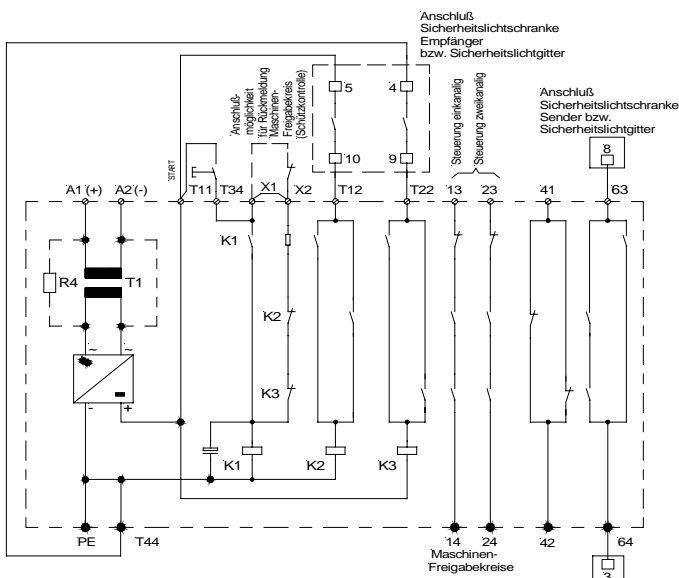 Anschluß
Sicherheitslichtschranke
Empfänger
bzw. Sicherheitslichtgitter
Anschluß
Sicherheitslichtschranke
Sender bzw.
Sicherheitslichtgitter
Anschluß-
möglichkeit
für Rückmeldung
Maschinen-
Freigabekreis
(Schützkontrolle)
Steuerung einkanalig
Steuerung zweikanalig
5
4
10
9
8
START
A1 (+)
A2 (-)
T11
T34
X1
X2
T12
T22
13
23
41
63
K1
R4
T1
K2
K3
~
~
-
+
K1
K2
K3
PE
T44
14
24
42
64
Maschinen-
Freigabekreise
3